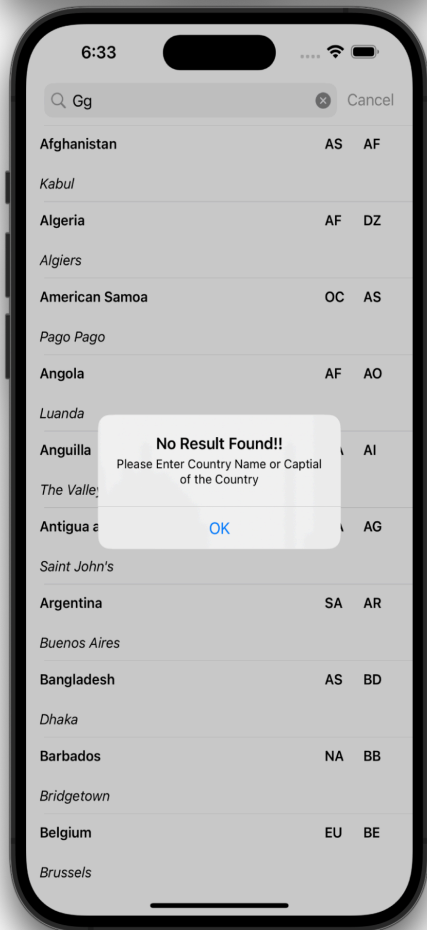 6:33
Gg Cancel
Afghanistan AS AF
Kabul
Algeria AF DZ
Algiers
American Samoa OC AS
Pago Pago
Angola AF AO
Luanda
No Result Found!!
Please Enter Country Name or Captial
of the Country
OK
Anguilla AI
The Valley
Antigua a AG
Saint John's
Argentina SA AR
Buenos Aires
Bangladesh AS BD
Dhaka
Barbados NA BB
Bridgetown
Belgium EU BE
Brussels